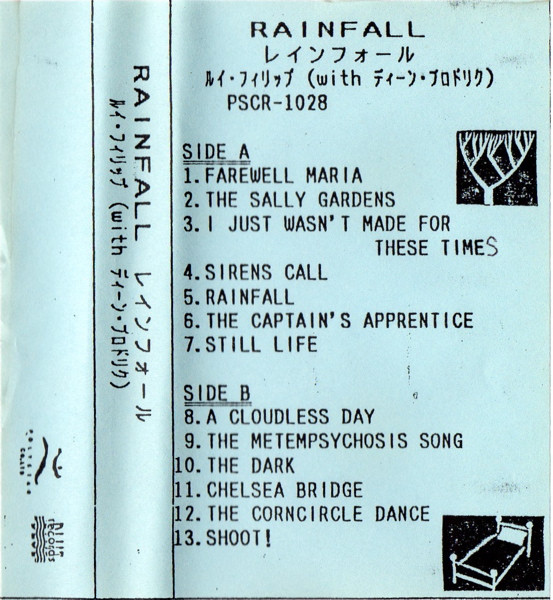 RAINFALL
レインフォール
ルイ・フィリップ (with ディーン・ブロドリク)
PSCR-1028
SIDE A
1. FAREWELL MARIA
2. THE SALLY GARDENS
3. I JUST WASN'T MADE FOR
THESE TIMES
4. SIRENS CALL
5. RAINFALL
6. THE CAPTAIN'S APPRENTICE
7. STILL LIFE
SIDE B
8. A CLOUDLESS DAY
9. THE METEMPSYCHOSIS SONG
10. THE DARK
11. CHELSEA BRIDGE
12. THE CORNCIRCLE DANCE
13. SHOOT!
RAINFALL レインフォール
ルイ・フィリップ (with ディーン・ブロドリク)
records